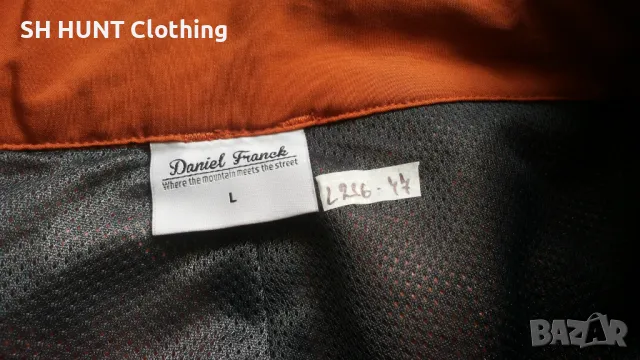 SH HUNT Clothing
Daniel Franck
Where the mountain meets the street
L
L256-47
BAZAR